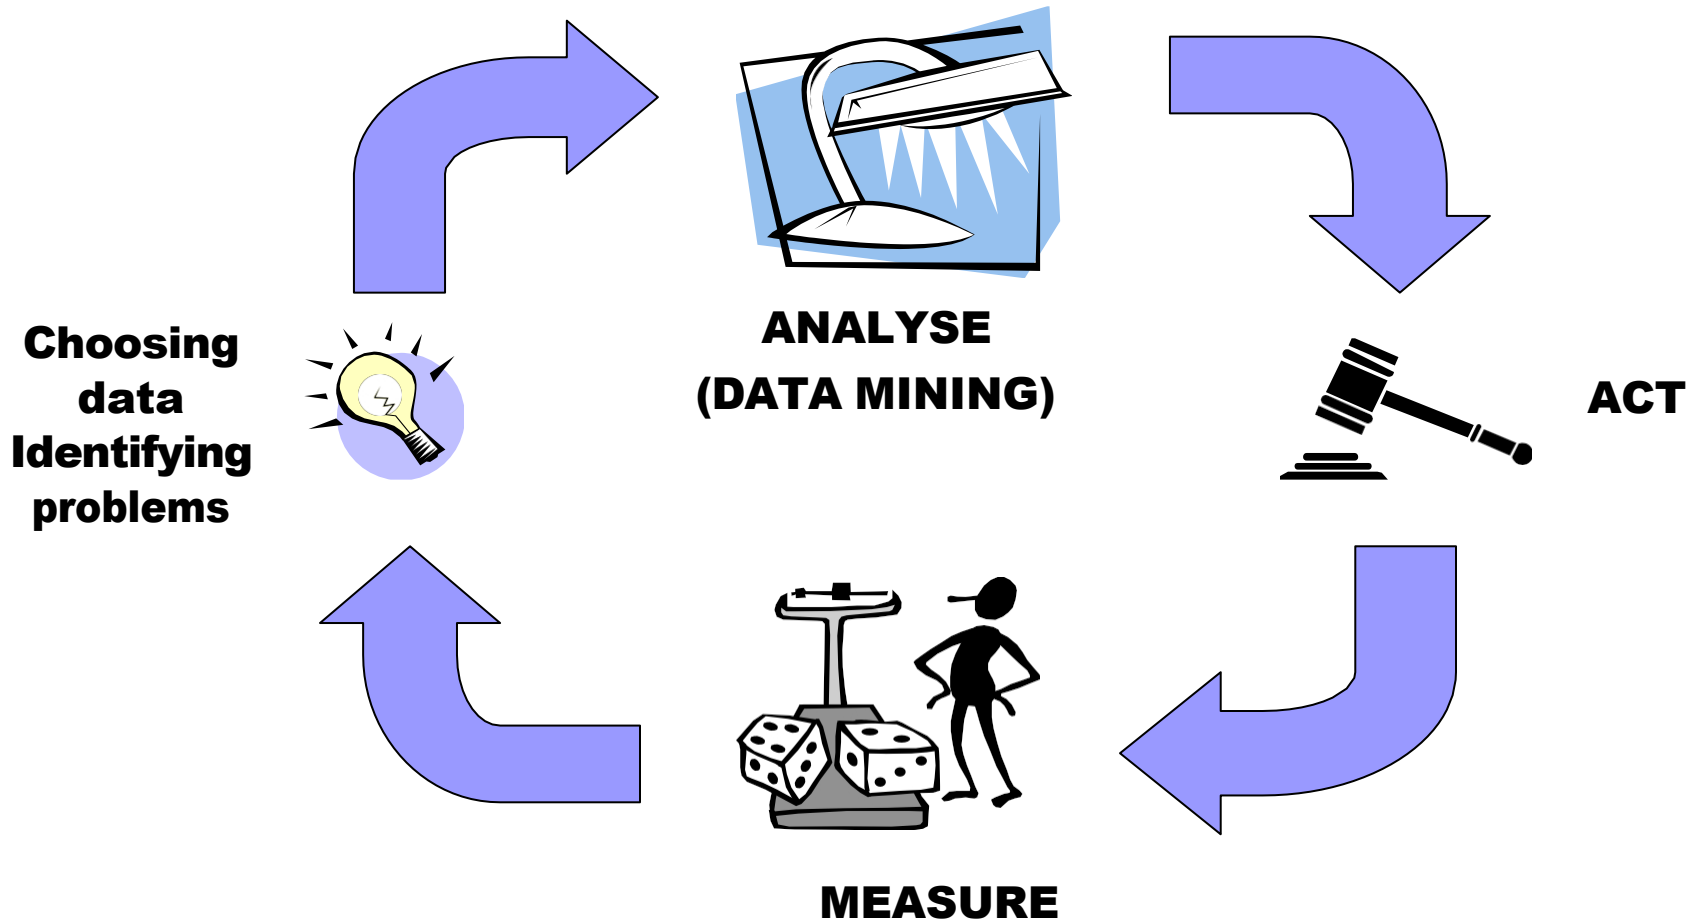 Choosing
data
Identifying
problems
ANALYSE
(DATA MINING)
ACT
MEASURE